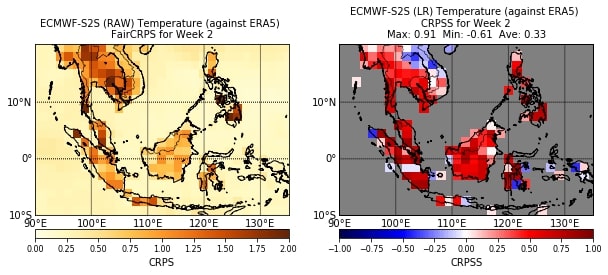 ECMWF-S2S (RAW) Temperature (against ERA5)
FairCRPS for Week 2
10°N
0°
10°S
90°E 100°E 110°E 120°E 130°E
0.00 0.25 0.50 0.75 1.00 1.25 1.50 1.75 2.00
CRPS
ECMWF-S2S (LR) Temperature (against ERA5)
CRPSS for Week 2
Max: 0.91 Min: -0.61 Ave: 0.33
10°N
0°
10°S
90°E 100°E 110°E 120°E 130°E
−1.00 −0.75 −0.50 −0.25 0.00 0.25 0.50 0.75 1.00
CRPSS